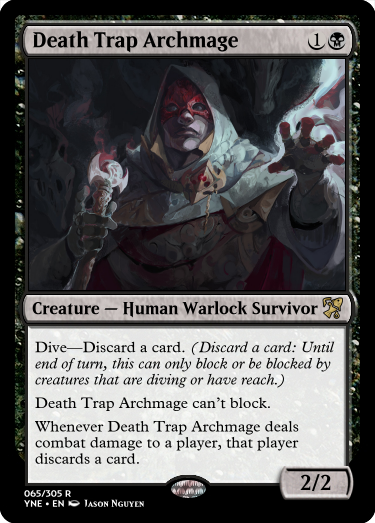 Death Trap Archmage 1
Creature — Human Warlock Survivor
Dive—Discard a card. (Discard a card: Until
end of turn, this can only block or be blocked by
creatures that are diving or have reach.)
Death Trap Archmage can't block.
Whenever Death Trap Archmage deals
combat damage to a player, that player
discards a card.
2/2
065/305 R
YNE • EN Jason Nguyen